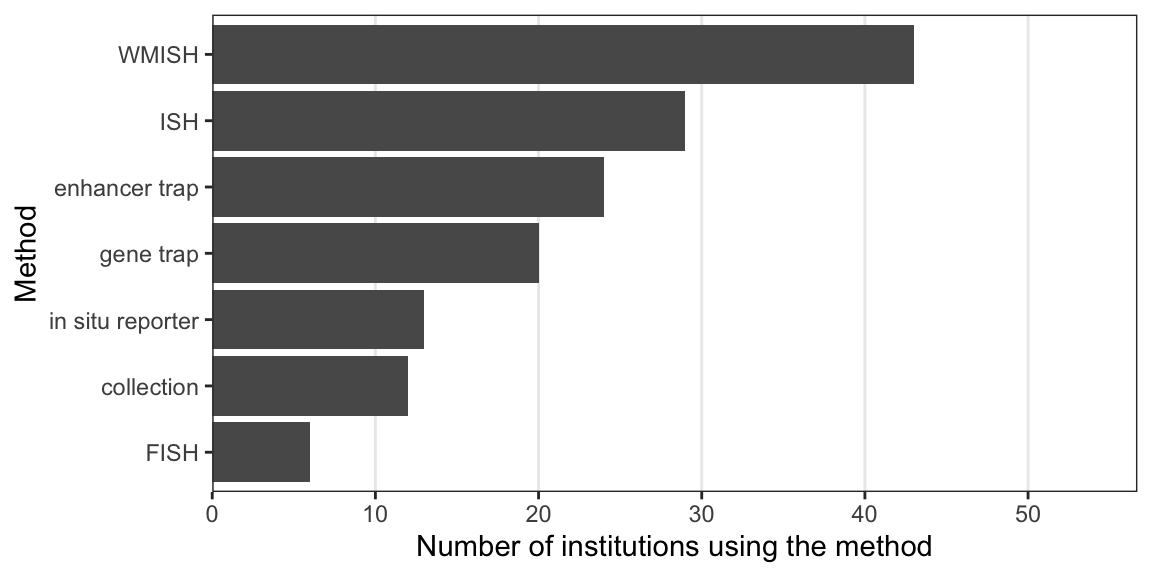 WMISH
ISH
enhancer trap
gene trap
in situ reporter
collection
FISH
Method
0 10 20 30 40 50
Number of institutions using the method